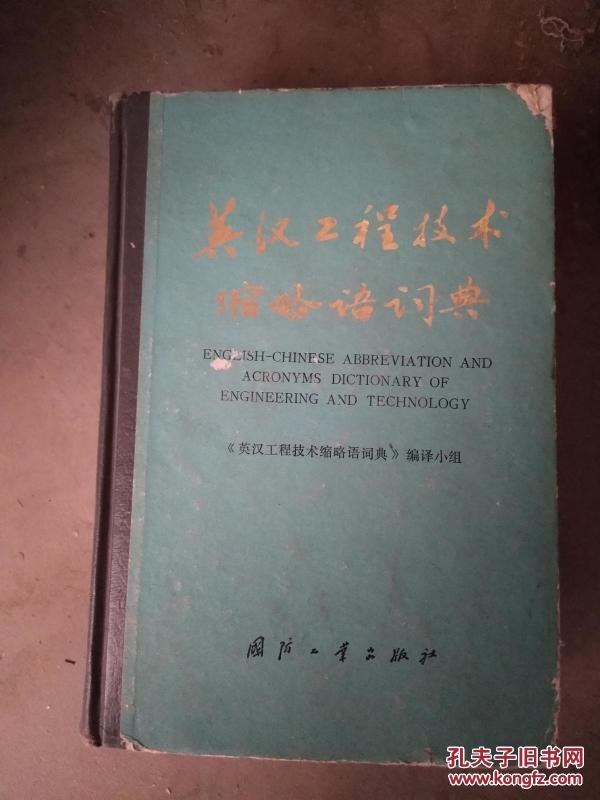 英汉工程技术
缩略语词典
ENGLISH-CHINESE ABBREVIATION AND
ACRONYMS DICTIONARY OF
ENGINEERING AND TECHNOLOGY
《英汉工程技术缩略语词典》编译小组
国防工业出版社
孔夫子旧书网
www.kongfz.com